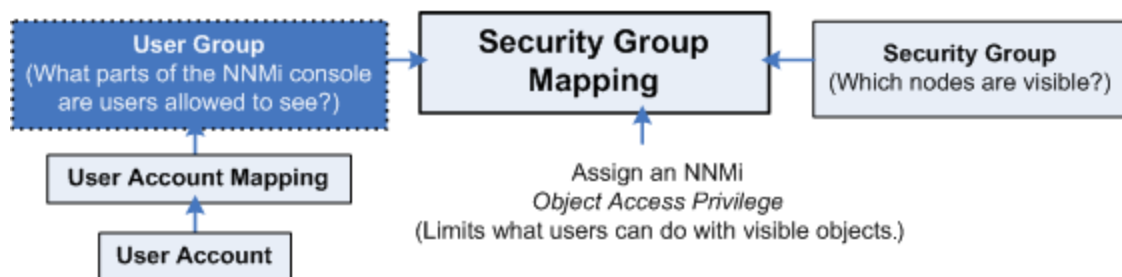 User Group
(What parts of the NNMi console
are users allowed to see?)
User Account Mapping
User Account
Security Group
Mapping
Assign an NNMi
Object Access Privilege
(Limits what users can do with visible objects.)
Security Group
(Which nodes are visible?)